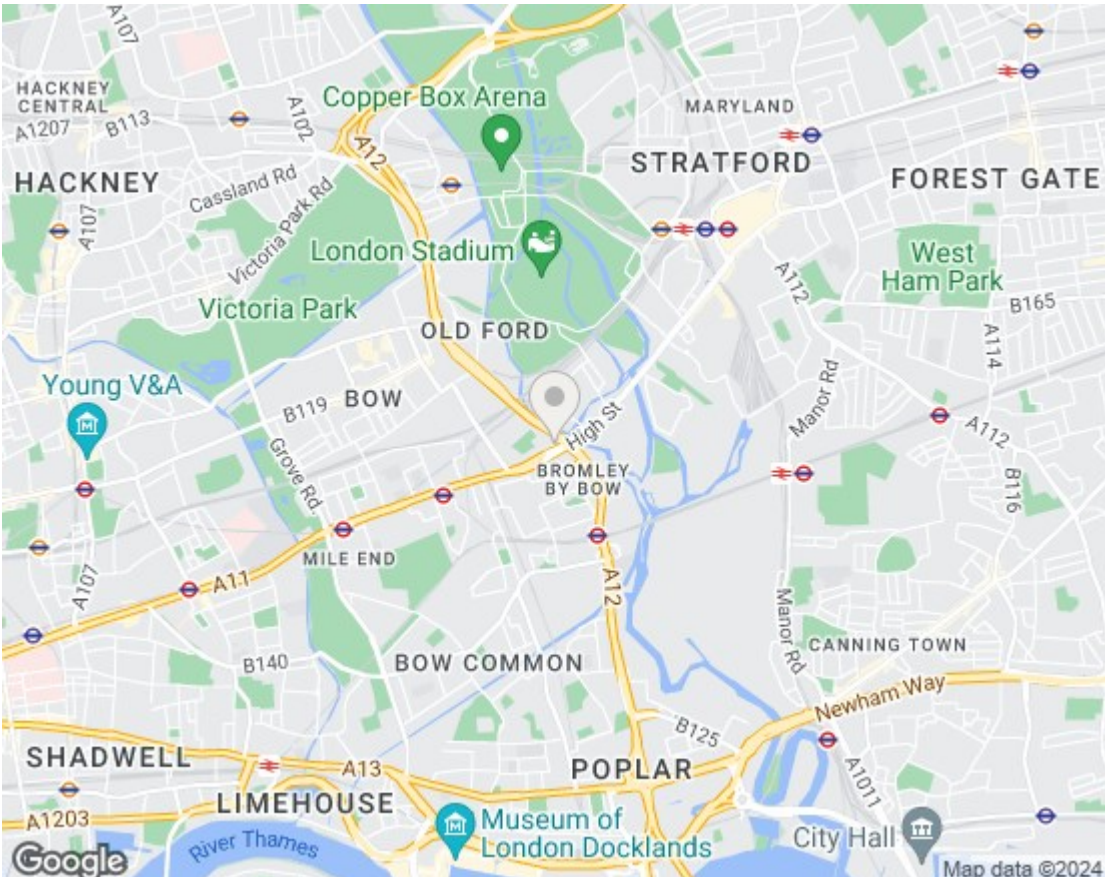 A107
A107
HACKNEY
CENTRAL
A1207
B113
A102
A12
Copper Box Arena
MARYLAND
STRATFORD
HACKNEY
Cassland Rd
FOREST GATE
A107
Victoria Park Rd
London Stadium
West
Ham Park
A112
Victoria Park
B165
OLD FORD
A114
Young V&A
B119
BOW
Manor Rd
High St
A112
Grove Rd
BROMLEY
BY BOW
B116
MILE END
A107
A11
A12
Manor Rd
CANNING TOWN
B140
BOW COMMON
Newham Way
B125
SHADWELL
A13
POPLAR
A1011
LIMEHOUSE
A1203
Museum of
London Docklands
City Hall
River Thames
Google
Map data ©2024